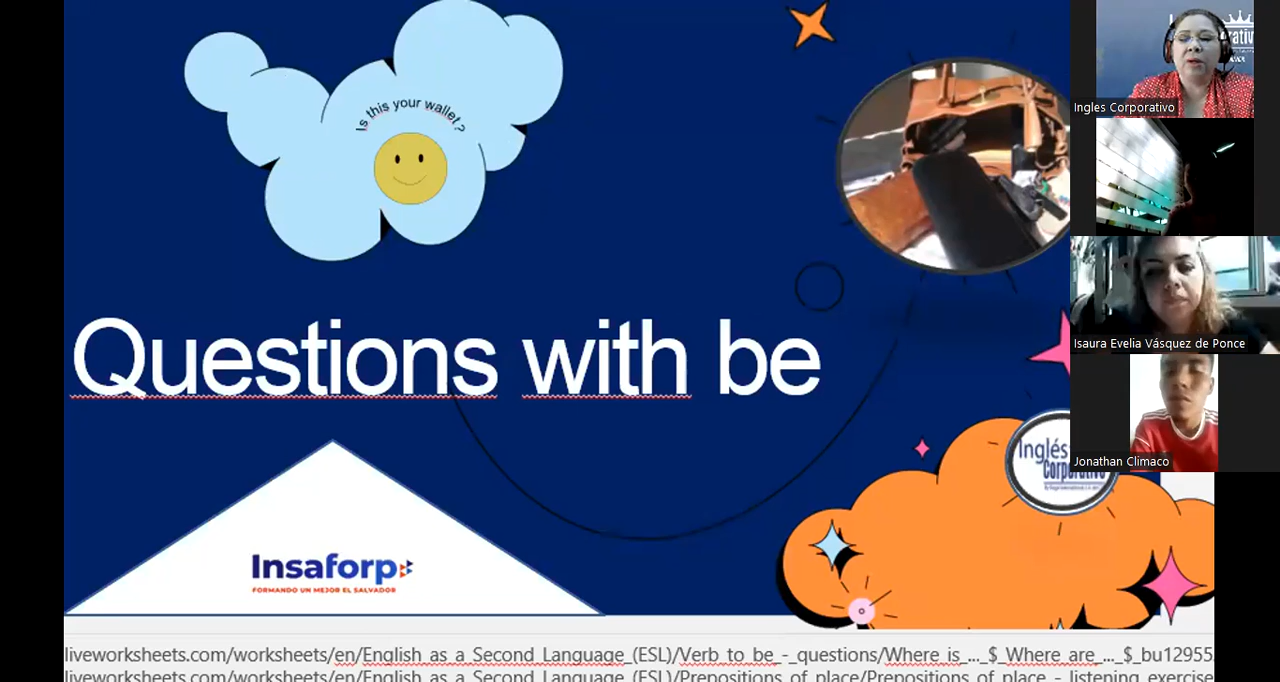 Is this your wallet?
Questions with be
Insaforp
FORMANDO UN MEJOR EL SALVADOR
Inglés
Corporativo
Ingles Corporativo
Isaura Evelia Vásquez de Ponce
Jonathan Climaco
liveworksheets.com/worksheets/en/English_as_a_Second_Language_(ESL)/Verb_to_be_-_questions/Where_is_..._$_Where_are_..._$_bu12955
liveworksheets.com/worksheets/en/English_as_a_Second_Language_(ESL)/Prepositions_of_place/Prepositions_of_place_-_listening_exercise